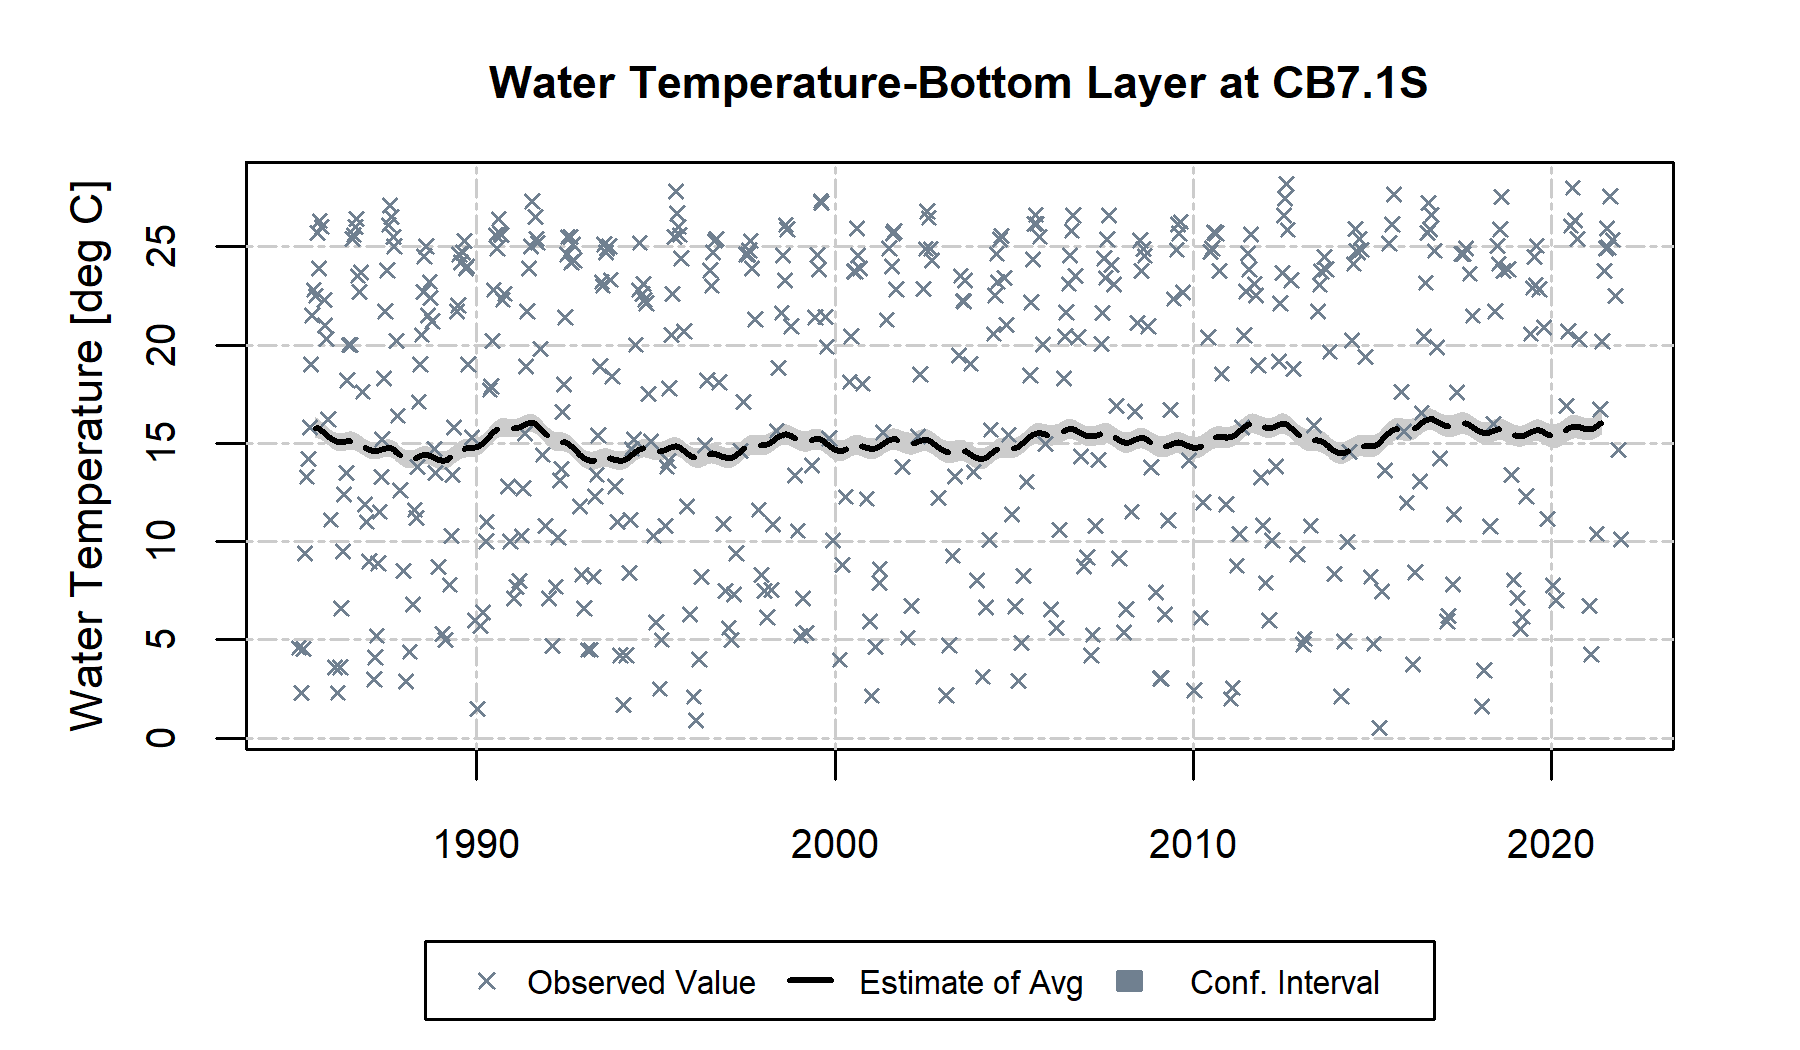 Water Temperature-Bottom Layer at CB7.1S
Water Temperature [deg C]
25
20
15
10
5
0
1990 2000 2010 2020
Observed Value Estimate of Avg Conf. Interval